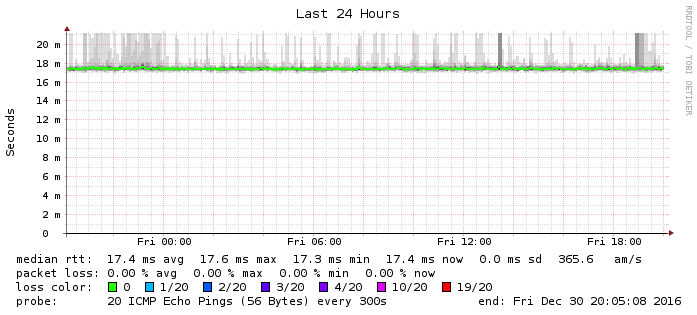 Last 24 Hours
RRDTOOL / TOBI OETIKER
Seconds
20 m
18 m
16 m
14 m
12 m
10 m
8 m
6 m
4 m
2 m
0
Fri 00:00 Fri 06:00 Fri 12:00 Fri 18:00
median rtt: 17.4 ms avg 17.6 ms max 17.3 ms min 17.4 ms now 0.0 ms sd 365.6 am/s
packet loss: 0.00 % avg 0.00 % max 0.00 % min 0.00 % now
loss color: 0 1/20 2/20 3/20 4/20 10/20 19/20
probe: 20 ICMP Echo Pings (56 Bytes) every 300s end: Fri Dec 30 20:05:08 2016